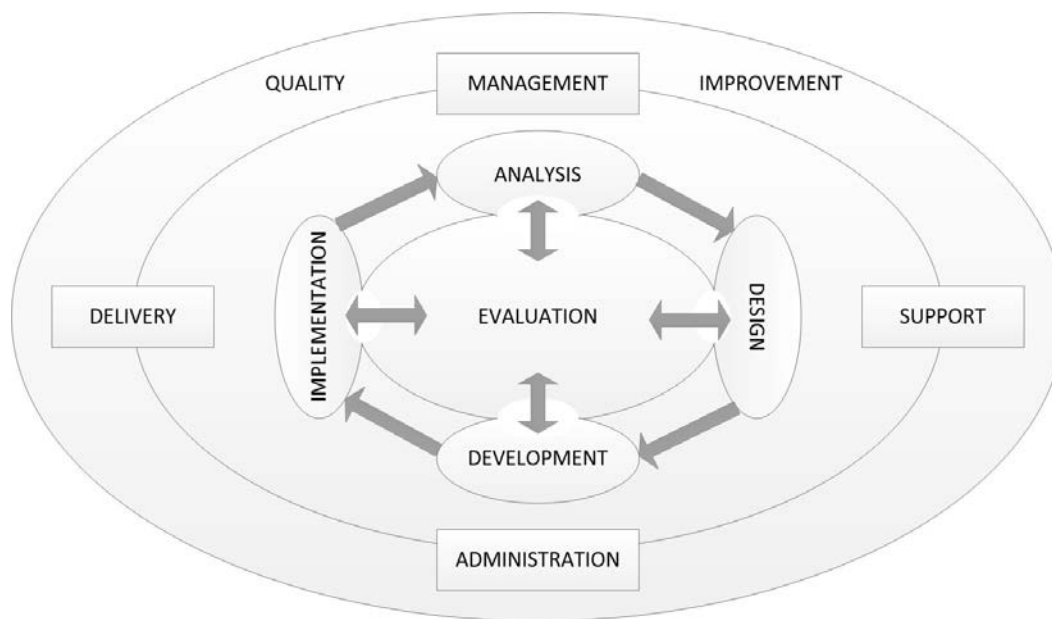 QUALITY
MANAGEMENT
IMPROVEMENT
ANALYSIS
IMPLEMENTATION
DELIVERY
EVALUATION
DESIGN
SUPPORT
DEVELOPMENT
ADMINISTRATION